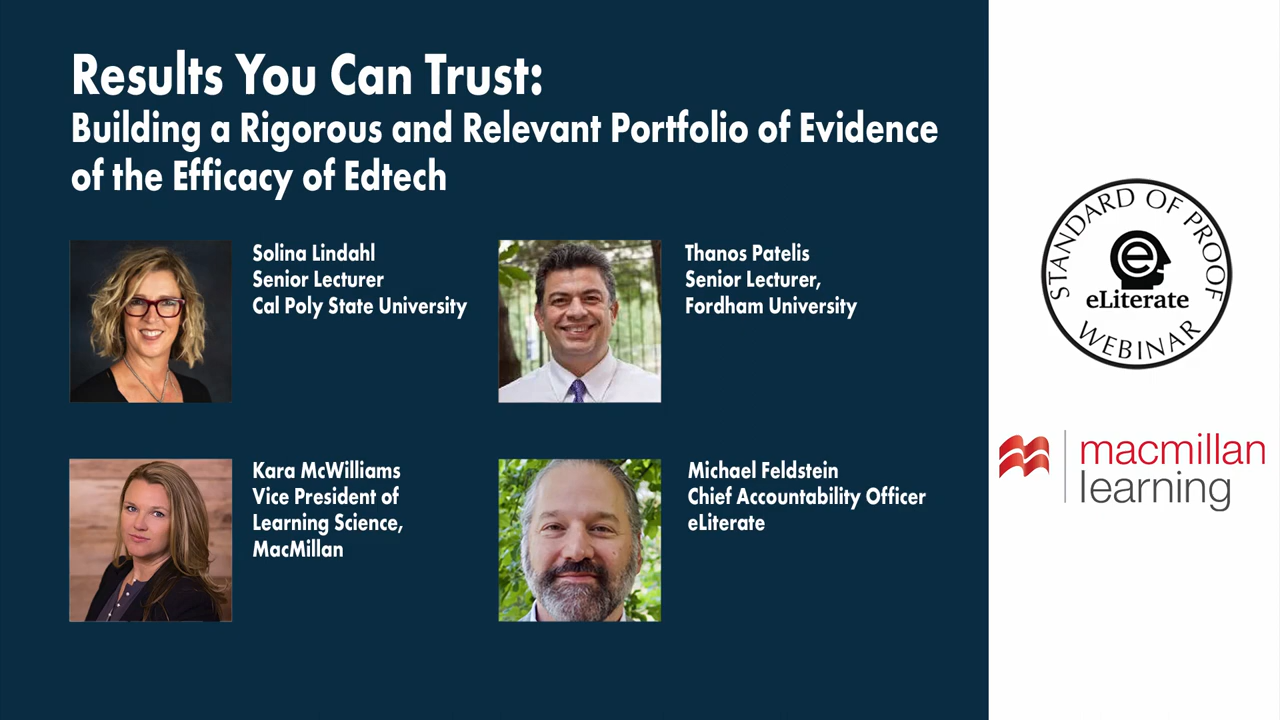 Results You Can Trust:
Building a Rigorous and Relevant Portfolio of Evidence
of the Efficacy of Edtech
Solina Lindahl
Senior Lecturer
Cal Poly State University
Thanos Patelis
Senior Lecturer,
Fordham University
Kara McWilliams
Vice President of
Learning Science,
MacMillan
Michael Feldstein
Chief Accountability Officer
eLiterate
STANDARD OF PROOF
e
eLiterate
WEBINAR
macmillan
learning